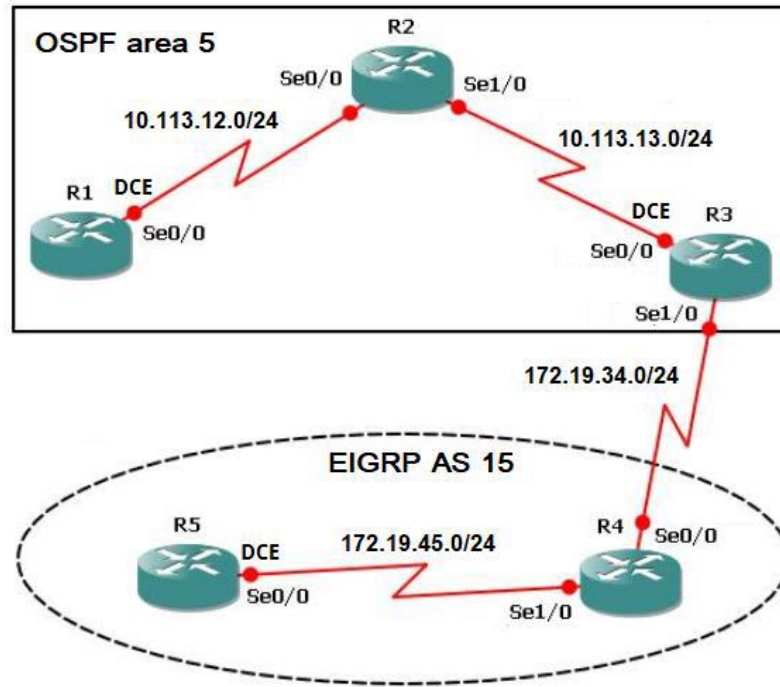 OSPF area 5
R2
Se0/0
Se1/0
10.113.12.0/24
10.113.13.0/24
R1
DCE
Se0/0
DCE
R3
Se0/0
Se1/0
172.19.34.0/24
EIGRP AS 15
R5
DCE
172.19.45.0/24
R4
Se0/0
Se0/0
Se1/0